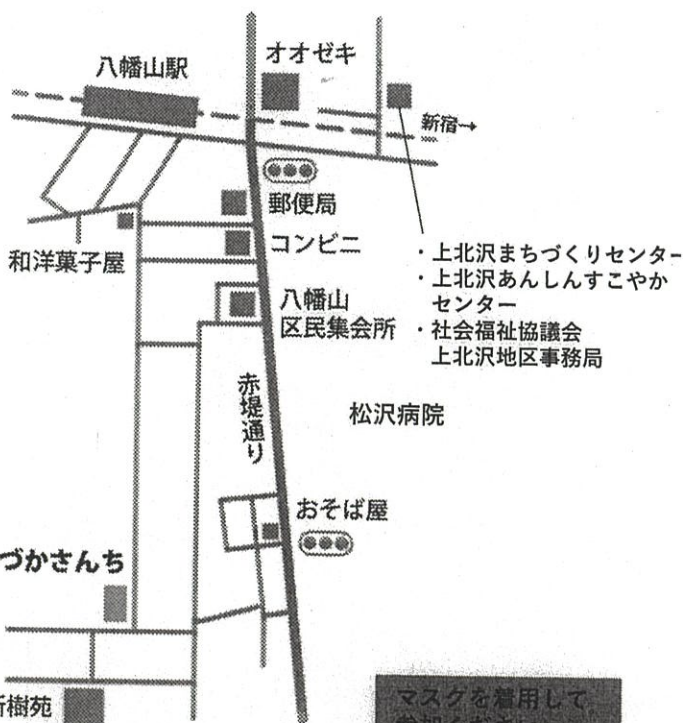 オオゼキ
八幡山駅
新宿→
郵便局
コンビニ
和洋菓子屋
・上北沢まちづくりセンター
・上北沢あんしんすこやか
センター
・社会福祉協議会
上北沢地区事務局
八幡山
区民集会所
赤堤通り
松沢病院
おそば屋
づかさんち
樹苑
マスクを着用して